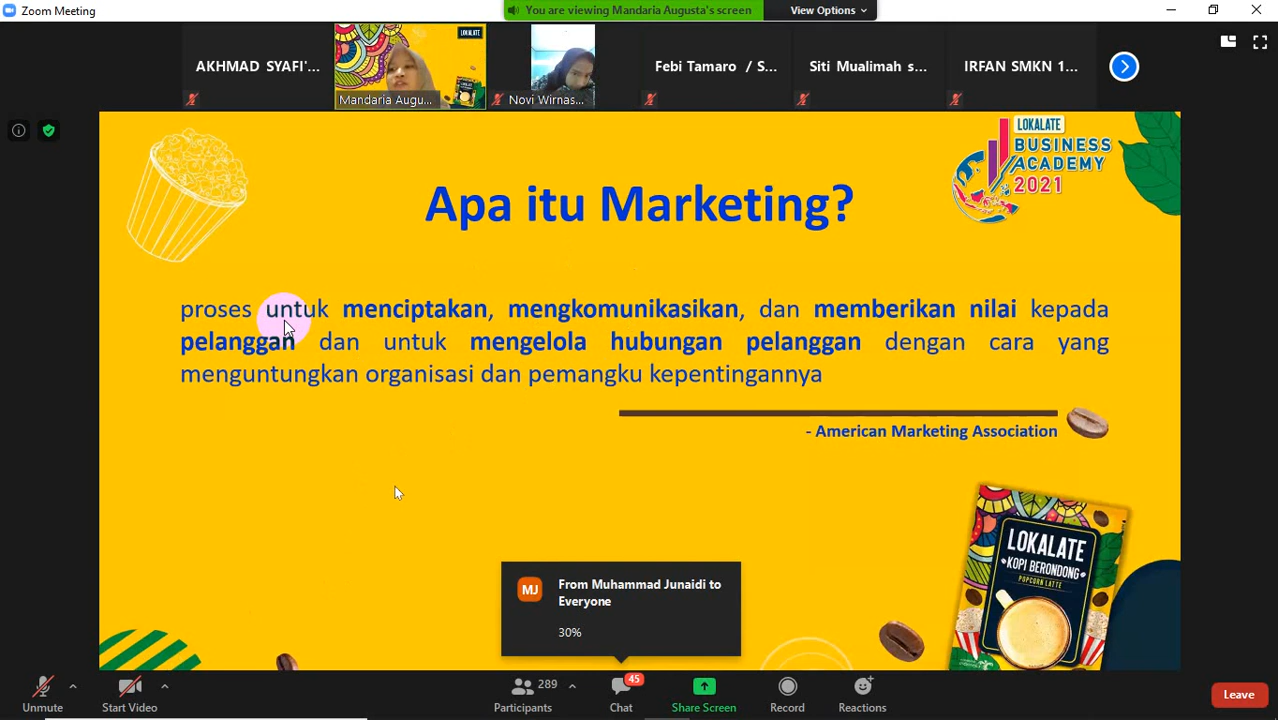 Zoom Meeting
You are viewing Mandaria Augusta's screen
View Options
AKHMAD SYAFI'...
LOKALATE
Mandaria Augu...
Novi Wirnas...
Febi Tamaro / S...
Siti Mualimah s...
IRFAN SMKN 1...
LOKALATE
BUSINESS
ACADEMY
2021
Apa itu Marketing?
proses untuk menciptakan, mengkomunikasikan, dan memberikan nilai kepada
pelanggan dan untuk mengelola hubungan pelanggan dengan cara yang
menguntungkan organisasi dan pemangku kepentingannya
- American Marketing Association
LOKALATE
KOPI BERONDONG
POPCORN LATTE
MJ
From Muhammad Junaidi to
Everyone
30%
Unmute
Start Video
289
Participants
45
Chat
Share Screen
Record
Reactions
Leave